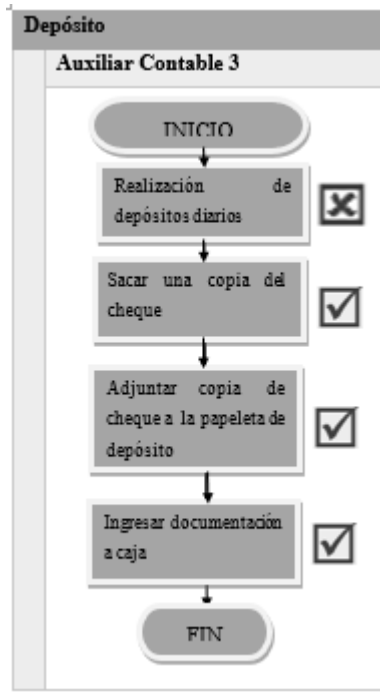 Depósito
Auxiliar Contable 3
INICIO
Realización de
depósitos diarios
Sacar una copia del
cheque
Adjuntar copia de
cheque a la papeleta de
depósito
Ingresar documentación
a caja
FIN